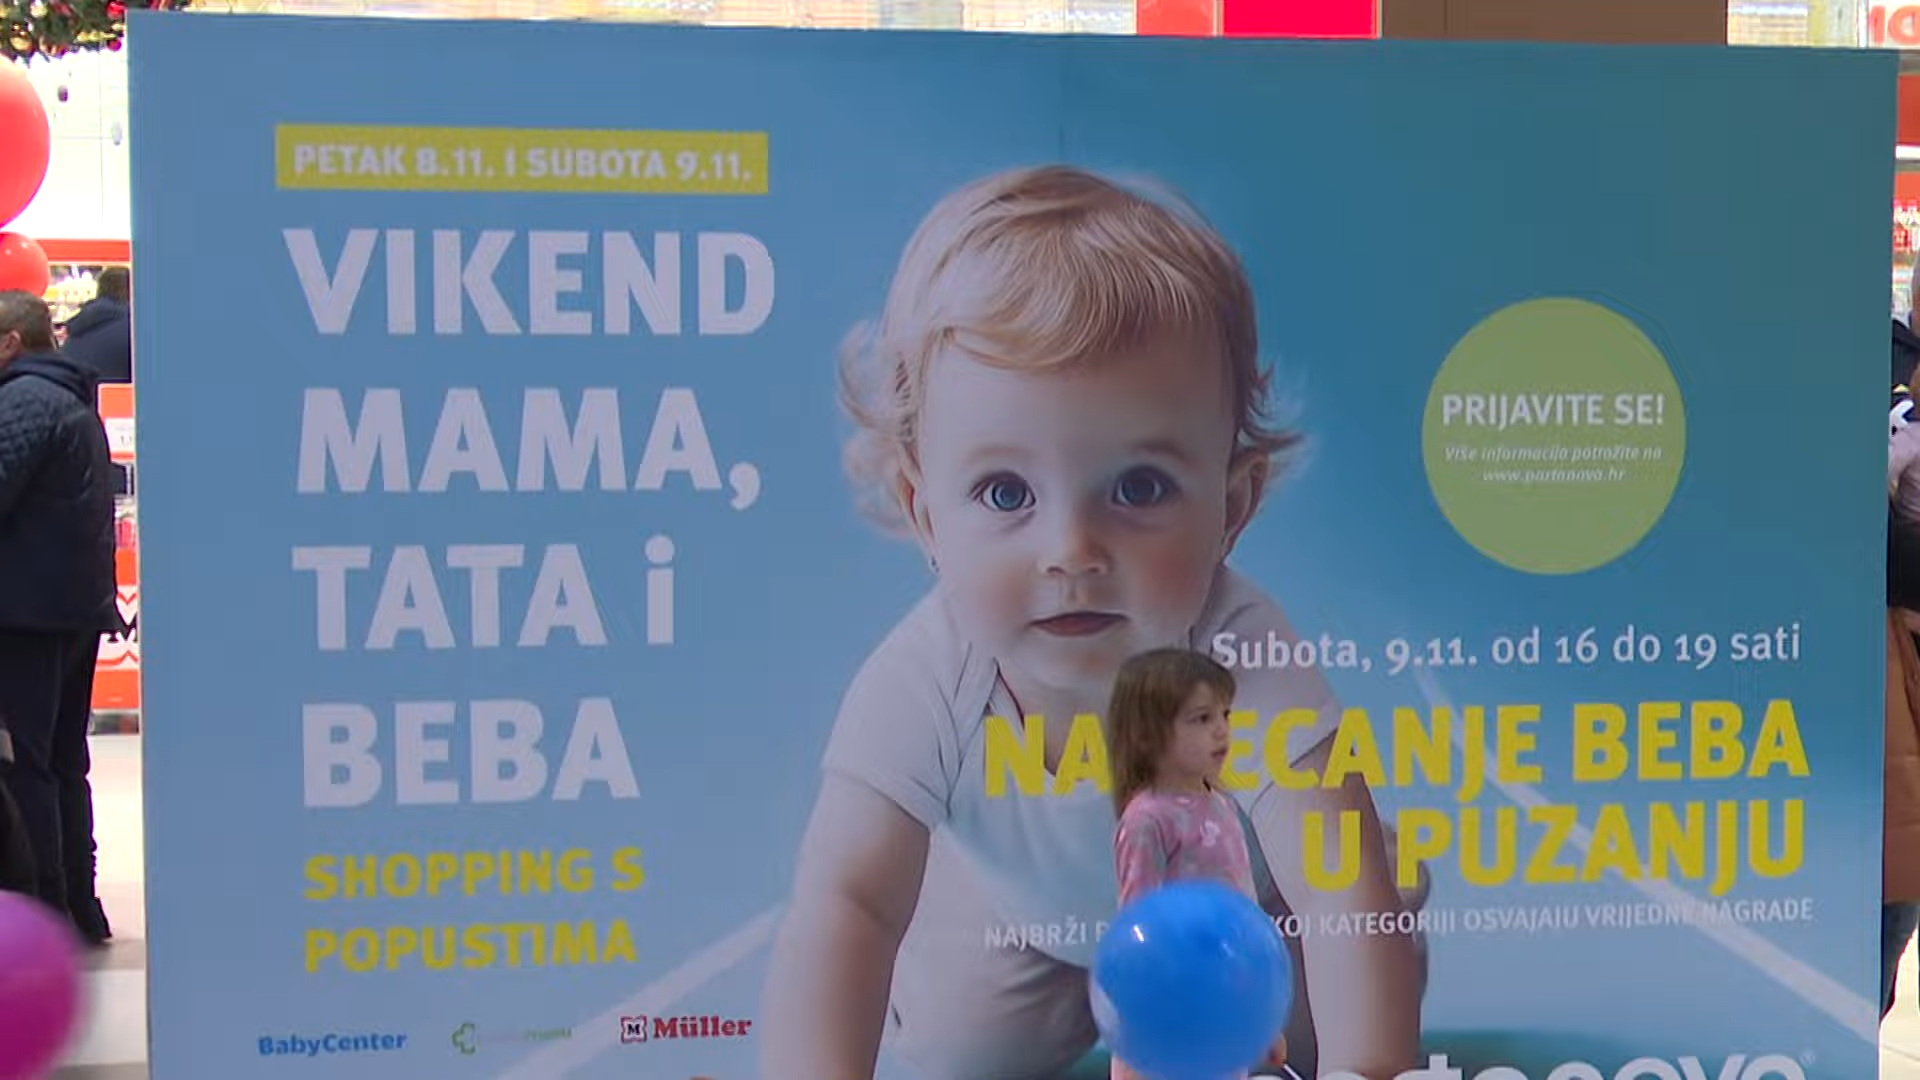 PETAK 8.11. I SUBOTA 9.11.
VIKEND
MAMA,
TATA i
BEBA
SHOPPING S
POPUSTIMA
BabyCenter
Müller
PRIJAVITE SE!
Više informacija potražite na
www.portanova.hr
Subota, 9.11. od 16 do 19 sati
NA ECANJE BEBA
U PUZANJU
NAJBRŽI KOJ KATEGORIJI OSVAJAJU VRIJEDNE NAGRADE